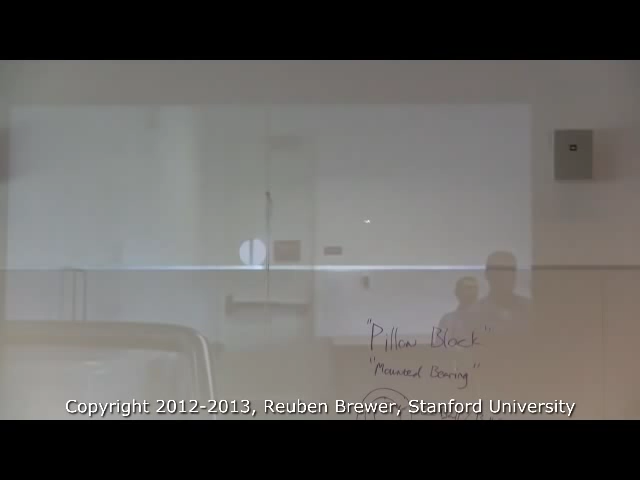 "Pillow Block"
"Mounted Bearing"
Copyright 2012-2013, Reuben Brewer, Stanford University